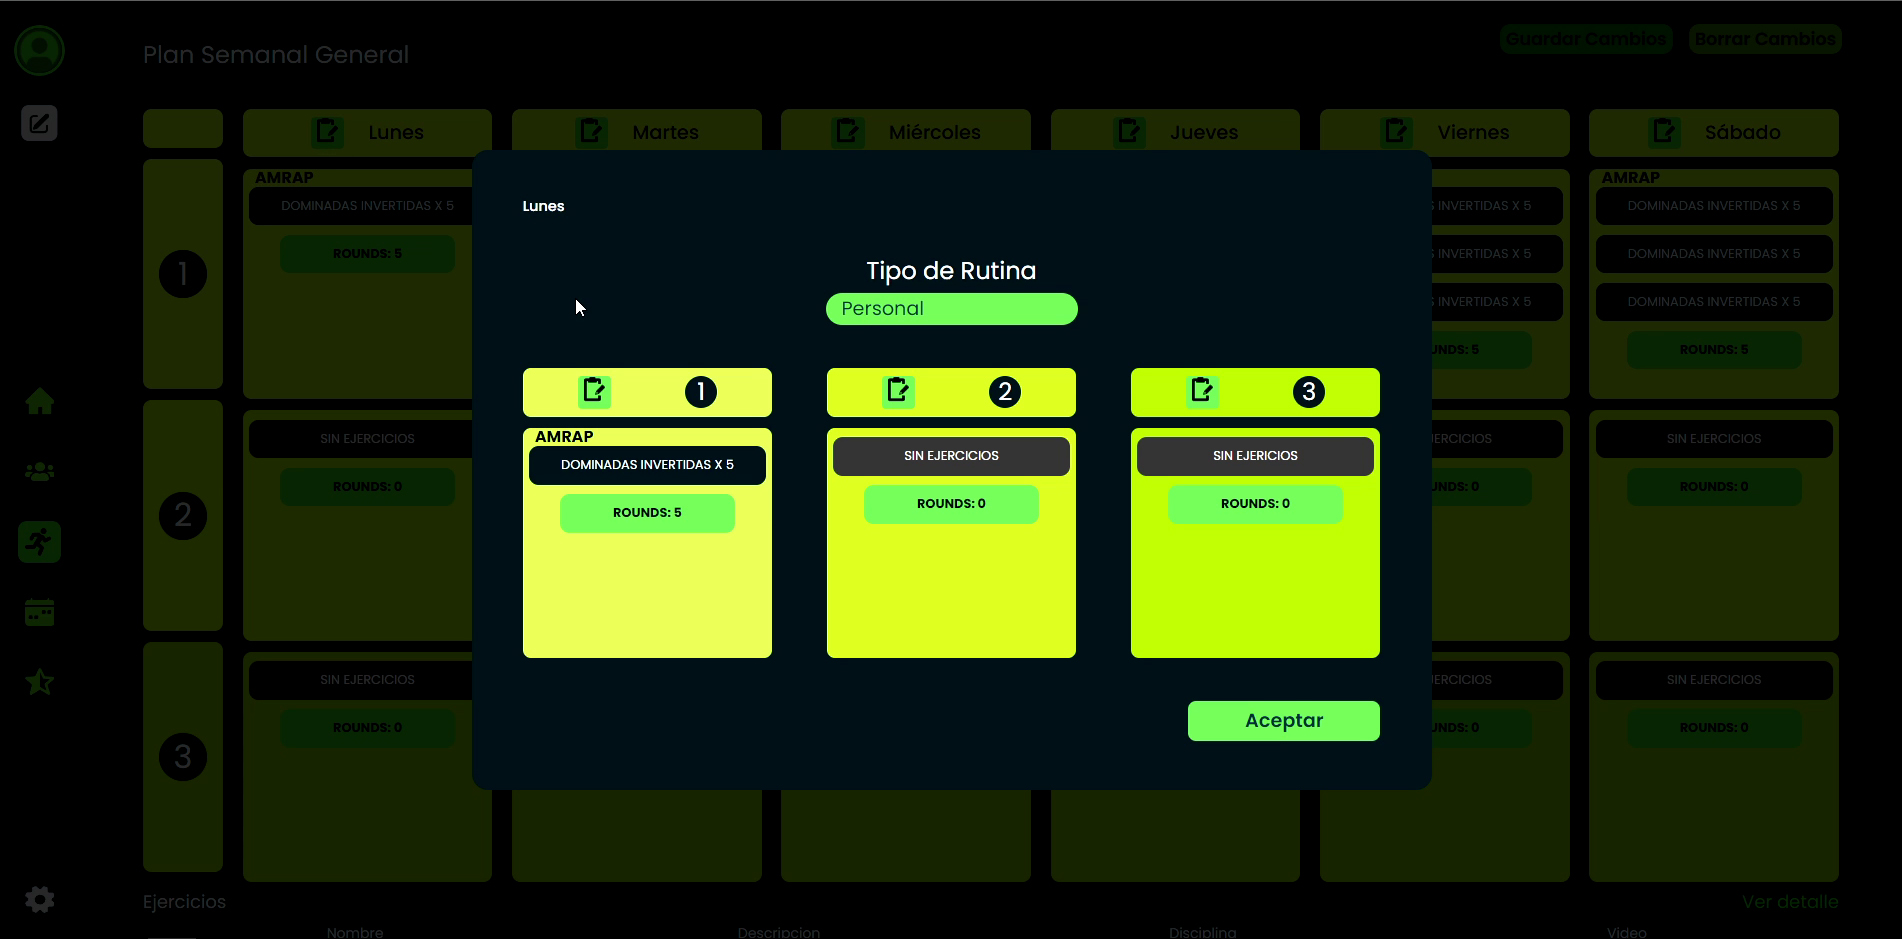 Plan Semanal General
Guardar Cambios
Borrar Cambios
Lunes
Martes
Miércoles
Jueves
Viernes
Sábado
1
AMRAP
DOMINADAS INVERTIDAS X 5
ROUNDS: 5
INVERTIDAS X 5
INVERTIDAS X 5
INVERTIDAS X 5
UNDS: 5
AMRAP
DOMINADAS INVERTIDAS X 5
DOMINADAS INVERTIDAS X 5
DOMINADAS INVERTIDAS X 5
ROUNDS: 5
2
SIN EJERCICIOS
ROUNDS: 0
JERCICIOS
UNDS: 0
SIN EJERCICIOS
ROUNDS: 0
3
SIN EJERCICIOS
ROUNDS: 0
JERCICIOS
UNDS: 0
SIN EJERCICIOS
ROUNDS: 0
Lunes
Tipo de Rutina
Personal
1
2
3
AMRAP
DOMINADAS INVERTIDAS X 5
ROUNDS: 5
SIN EJERCICIOS
ROUNDS: 0
SIN EJERICIOS
ROUNDS: 0
Aceptar
Ejercicios
Ver detalle
Nombre
Descripcion
Disciplina
Video